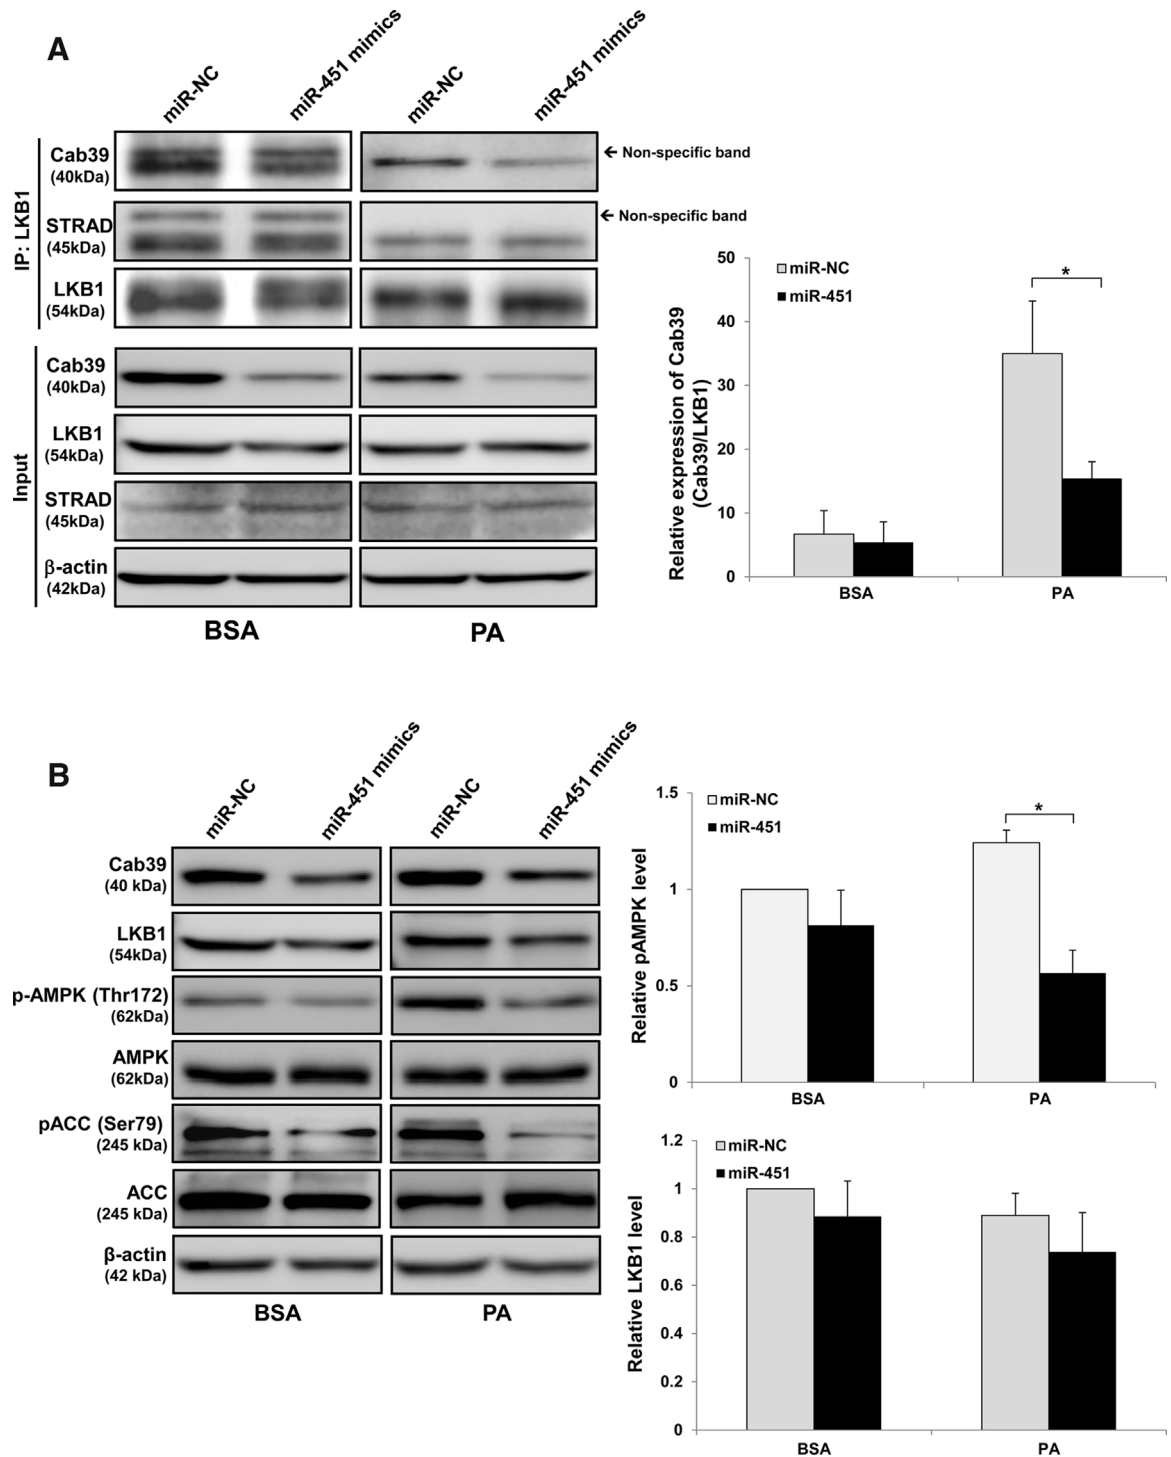 A
miR-NC
miR-451 mimics
miR-NC
miR-451 mimics
IP: LKB1
Cab39
(40kDa)
← Non-specific band
STRAD
(45kDa)
← Non-specific band
LKB1
(54kDa)
Input
Cab39
(40kDa)
LKB1
(54kDa)
STRAD
(45kDa)
β-actin
(42kDa)
BSA
PA
Relative expression of Cab39
(Cab39/LKB1)
50
40
30
20
10
0
miR-NC
miR-451
*
BSA
PA
B
miR-NC
miR-451 mimics
miR-NC
miR-451 mimics
Cab39
(40 kDa)
LKB1
(54kDa)
p-AMPK (Thr172)
(62kDa)
AMPK
(62kDa)
pACC (Ser79)
(245 kDa)
ACC
(245 kDa)
β-actin
(42 kDa)
BSA
PA
Relative pAMPK level
1.5
1
0.5
0
miR-NC
miR-451
*
BSA
PA
Relative LKB1 level
1.2
1
0.8
0.6
0.4
0.2
0
miR-NC
miR-451
BSA
PA